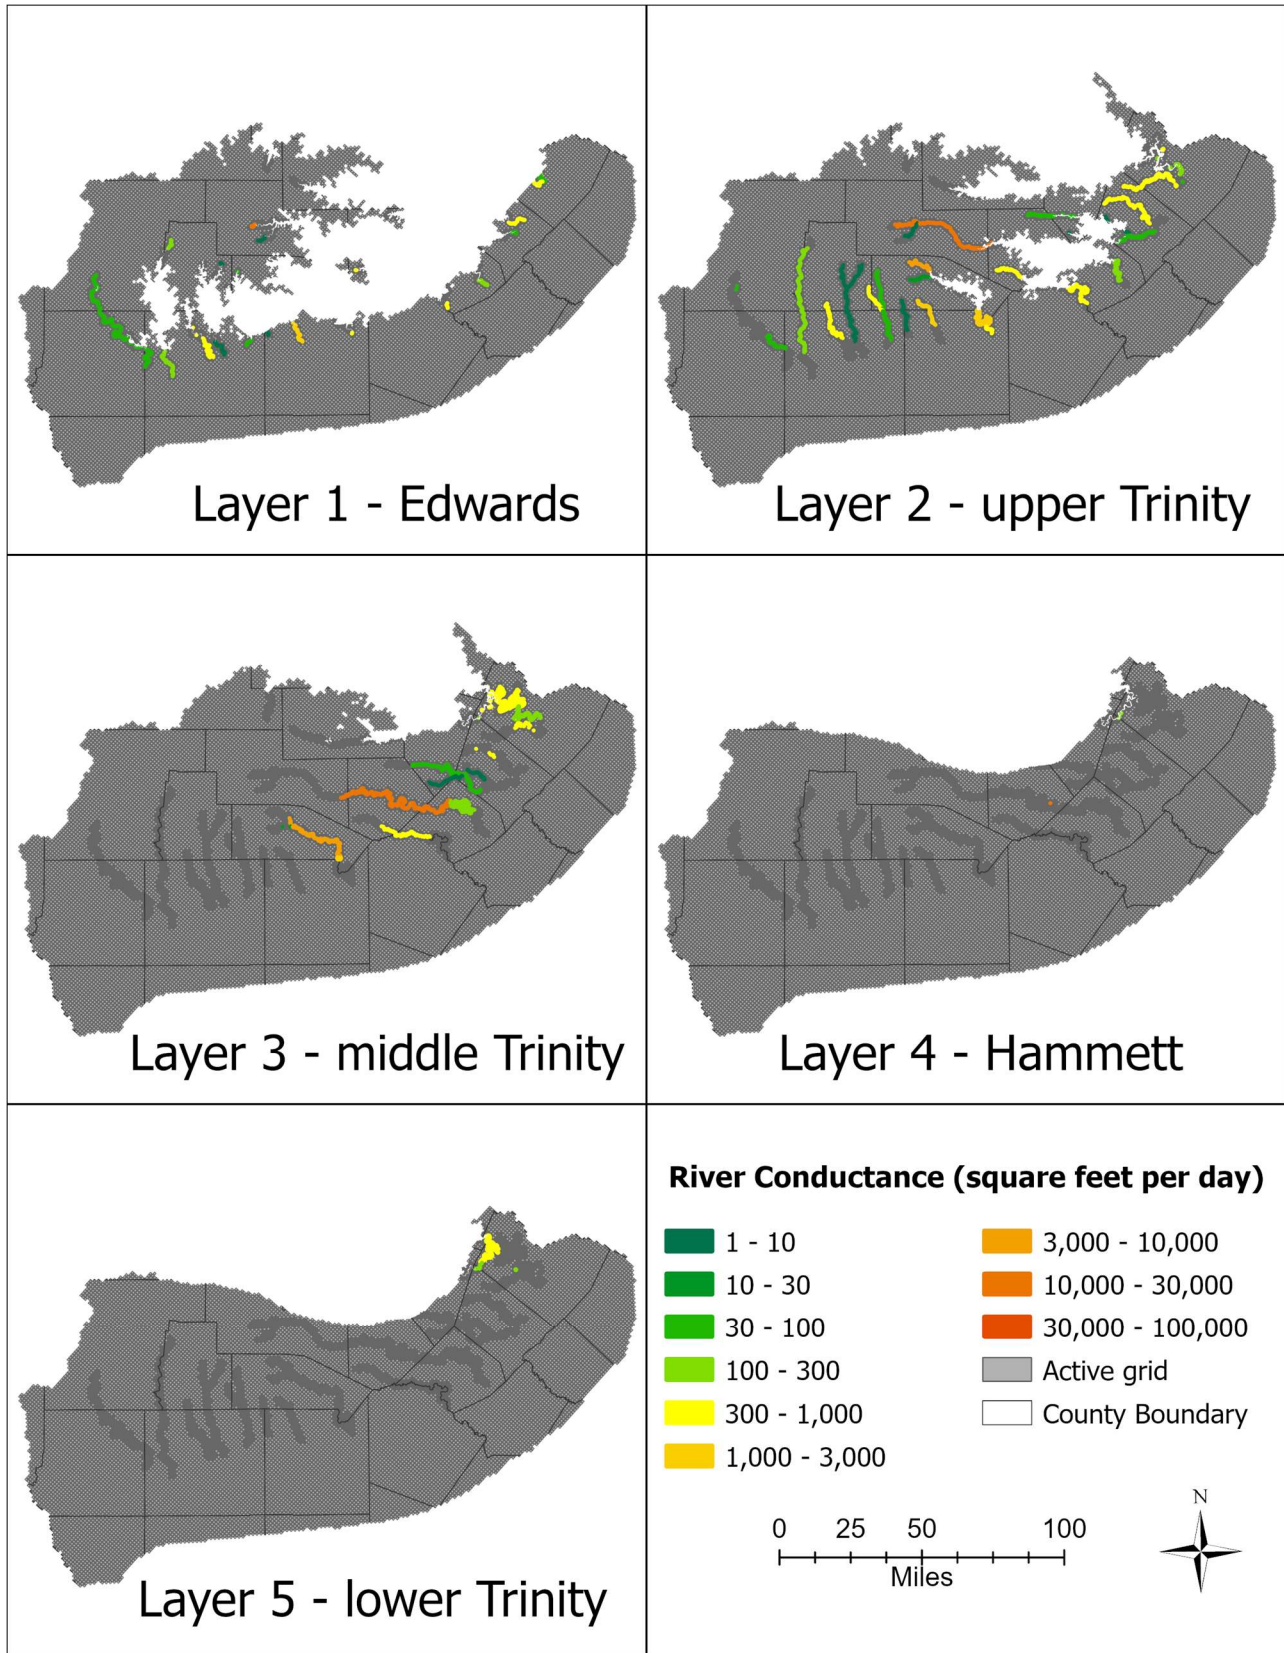 Layer 1 - Edwards
Layer 2 - upper Trinity
Layer 3 - middle Trinity
Layer 4 - Hammett
Layer 5 - lower Trinity
River Conductance (square feet per day)
1 - 10
10 - 30
30 - 100
100 - 300
300 - 1,000
1,000 - 3,000
3,000 - 10,000
10,000 - 30,000
30,000 - 100,000
Active grid
County Boundary
0 25 50 100
Miles
N